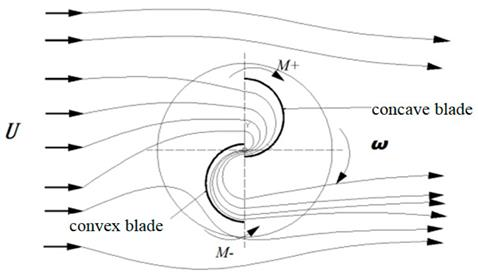 M+
concave blade
U
ω
convex blade
M-